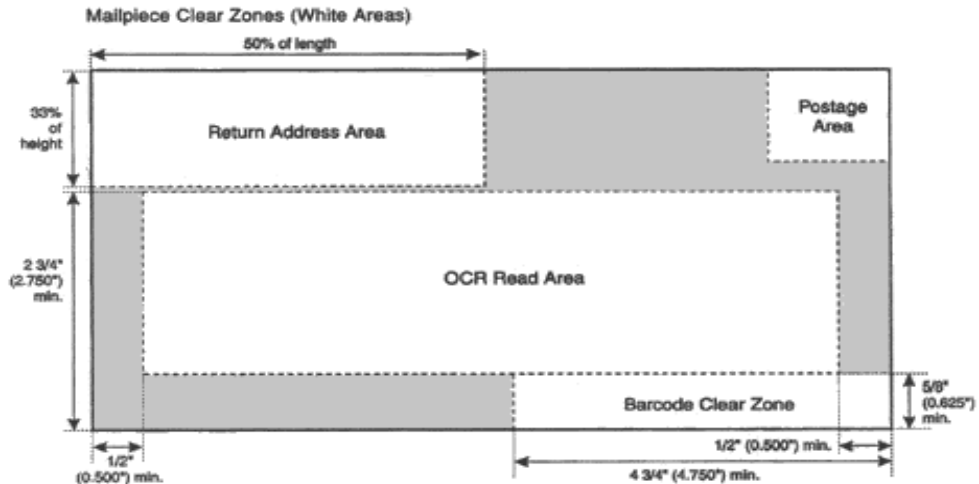 Mailpiece Clear Zones (White Areas)
50% of length
33%
of
height
Return Address Area
Postage
Area
2 3/4"
(2.750")
min.
OCR Read Area
Barcode Clear Zone
5/8"
(0.625")
min.
1/2" (0.500") min.
1/2"
(0.500") min.
4 3/4" (4.750") min.